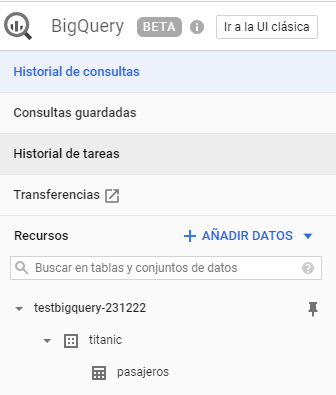 BigQuery BETA Ir a la UI clásica
Historial de consultas
Consultas guardadas
Historial de tareas
Transferencias
Recursos + AÑADIR DATOS
Buscar en tablas y conjuntos de datos
testbigquery-231222
titanic
pasajeros